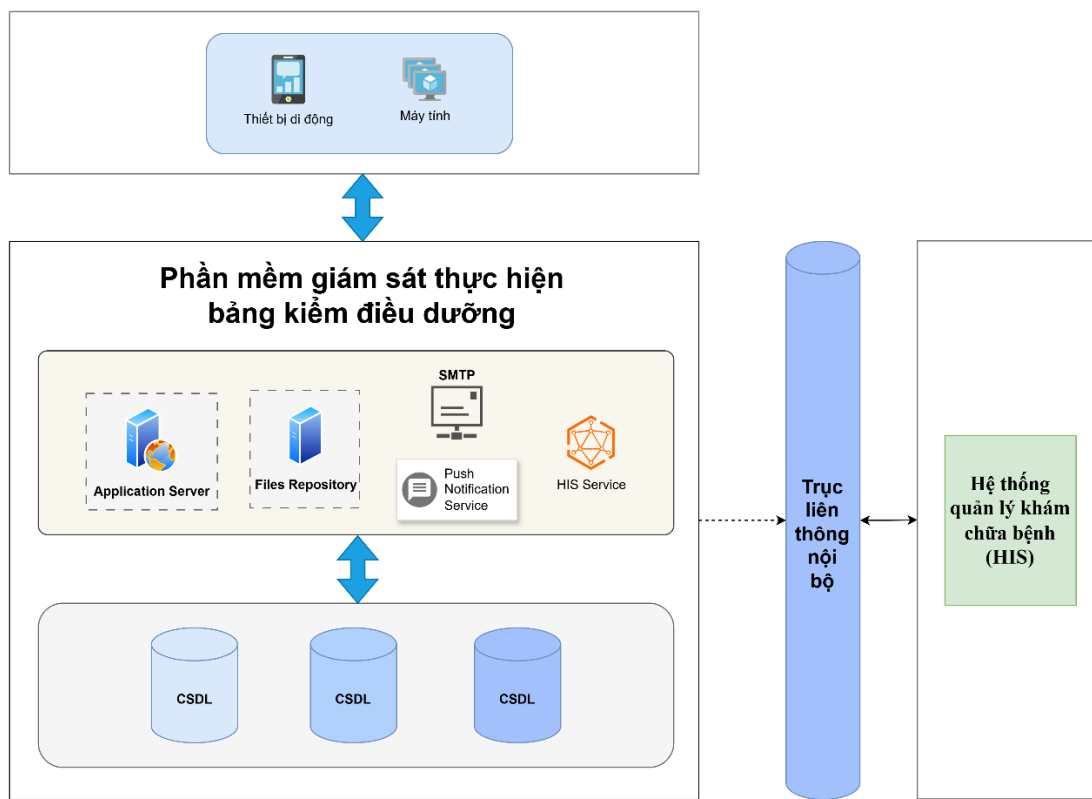 Thiết bị di động
Máy tính
Phần mềm giám sát thực hiện
bảng kiểm điều dưỡng
SMTP
Application Server
Files Repository
Push
Notification
Service
HIS Service
CSDL
CSDL
CSDL
Trục
liên
thông
nội
bộ
Hệ thống
quản lý khám
chữa bệnh
(HIS)